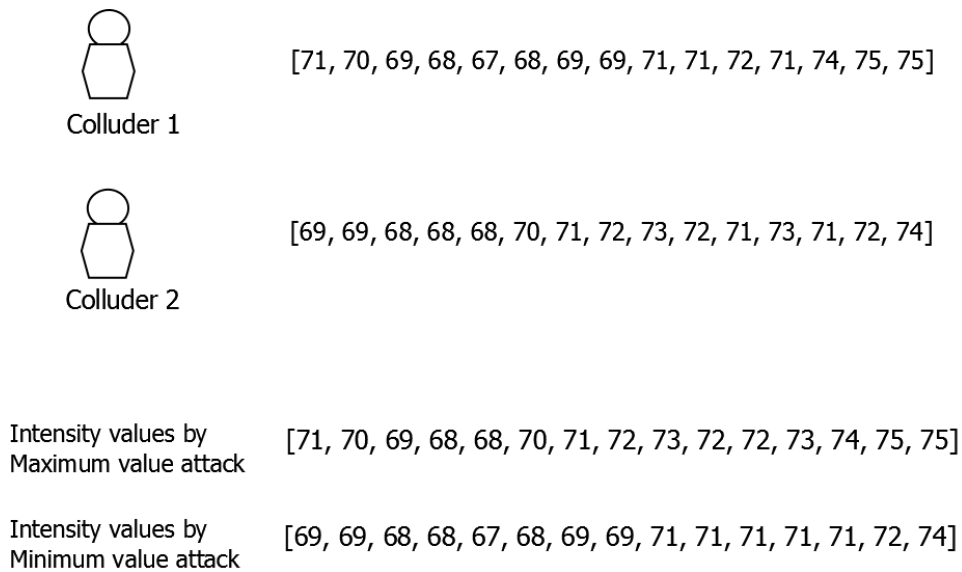 [71, 70, 69, 68, 67, 68, 69, 69, 71, 71, 72, 71, 74, 75, 75]
Colluder 1
[69, 69, 68, 68, 68, 70, 71, 72, 73, 72, 71, 73, 71, 72, 74]
Colluder 2
Intensity values by
Maximum value attack
[71, 70, 69, 68, 68, 70, 71, 72, 73, 72, 72, 73, 74, 75, 75]
Intensity values by
Minimum value attack
[69, 69, 68, 68, 67, 68, 69, 69, 71, 71, 71, 71, 71, 72, 74]